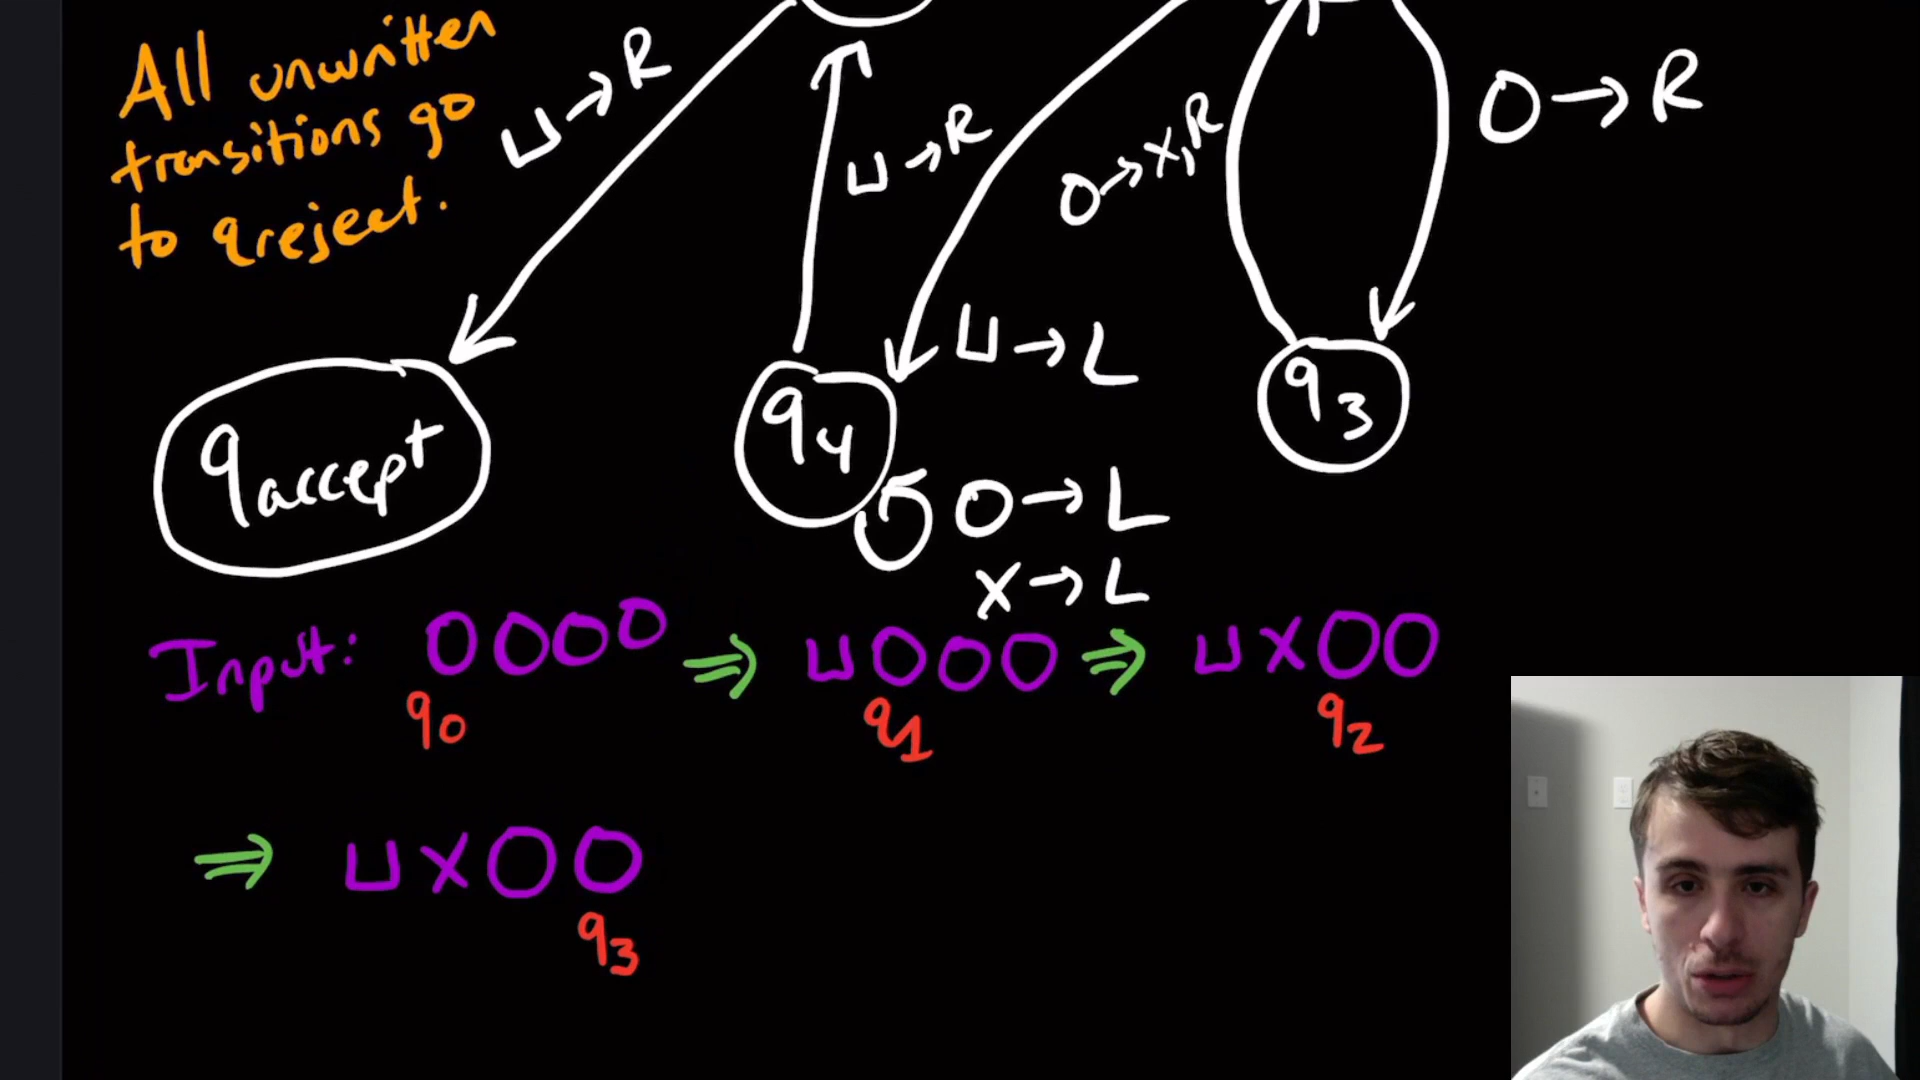 All unwritten
transitions go
to qreject.
⊔→R
⊔→R
0→x,R
0→R
⊔→L
qaccept
q4
q3
0→L
x→L
Input: 0000 ⇒ ⊔000 ⇒ ⊔x00
q0 q1 q2
⇒ ⊔x00
q3